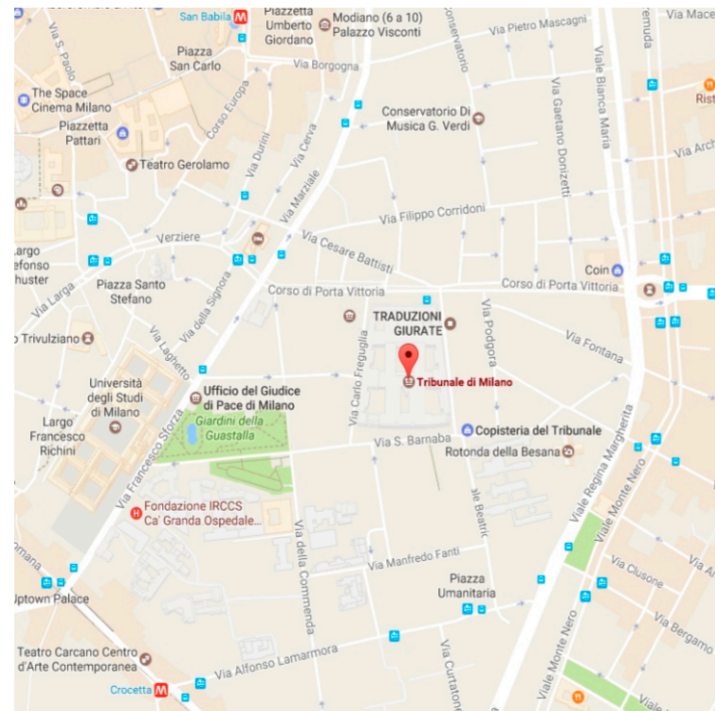 San Babila
M
Piazzetta
Umberto
Giordano
Modiano (6 a 10)
Palazzo Visconti
Via Pietro Mascagni
Conservatorio
Via S. Paolo
Piazza
San Carlo
Via Borgogna
Via Gaetano Donizetti
Viale Bianca Maria
The Space
Cinema Milano
Corso Europa
Piazzetta
Pattari
Via Durini
Via Cerva
Conservatorio Di
Musica G. Verdi
Teatro Gerolamo
Via Marziale
Via Filippo Corridoni
Verziere
Via Cesare Battisti
Coin
Via Larga
Piazza Santo
Stefano
Via della Signora
Corso di Porta Vittoria
Corso di Porta Vittoria
TRADUZIONI
GIURATE
Via Podgora
Trivulziano
Via Laghetto
Via Carlo Freguglia
Via Fontana
Tribunale di Milano
Università
degli Studi
di Milano
Ufficio del Giudice
di Pace di Milano
Giardini della
Guastalla
Largo
Francesco
Richini
Via Francesco Sforza
Via S. Barnaba
Copisteria del Tribunale
Rotonda della Besana
Viale Regina Margherita
Viale Monte Nero
H
Fondazione IRCCS
Ca' Granda Ospedale...
Via della Commenda
Via Manfredo Fanti
Via Clusone
Piazza
Umanitaria
Uptown Palace
Via Bergamo
Teatro Carcano Centro
d'Arte Contemporanea
Via Alfonso Lamarmora
Via Curtatone
Viale Monte Nero
Crocetta
M